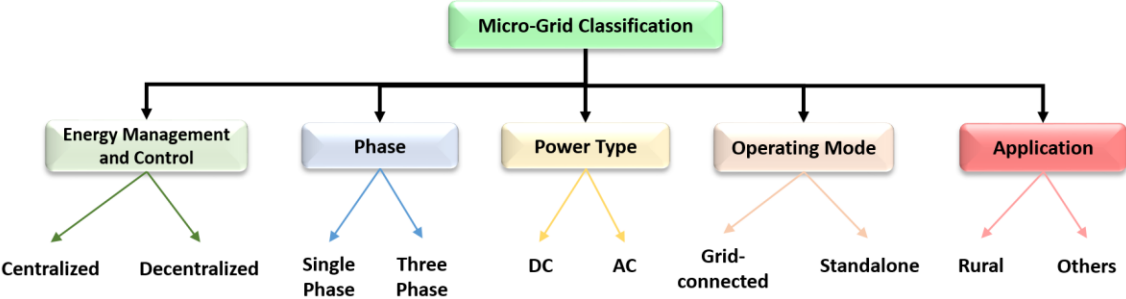 Micro-Grid Classification
Energy Management
and Control
Phase
Power Type
Operating Mode
Application
Centralized
Decentralized
Single
Phase
Three
Phase
DC
AC
Grid-
connected
Standalone
Rural
Others